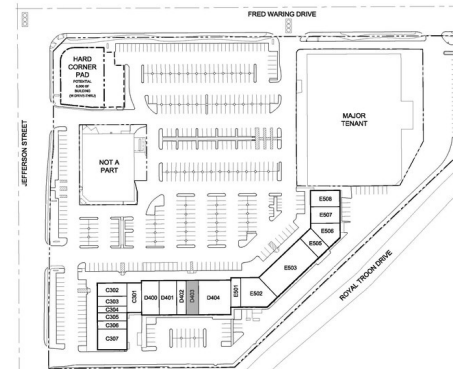 FRED WARING DRIVE
HARD
CORNER
PAD
POTENTIAL
5,000 SF
BUILDING
W/ DRIVE-THRU
JEFFERSON STREET
NOT A
PART
MAJOR
TENANT
E508
E507
E506
E505
E503
E502
E501
ROYAL TROON DRIVE
C302
C303
C304
C305
C306
C307
C301
D400
D401
D402
D403
D404